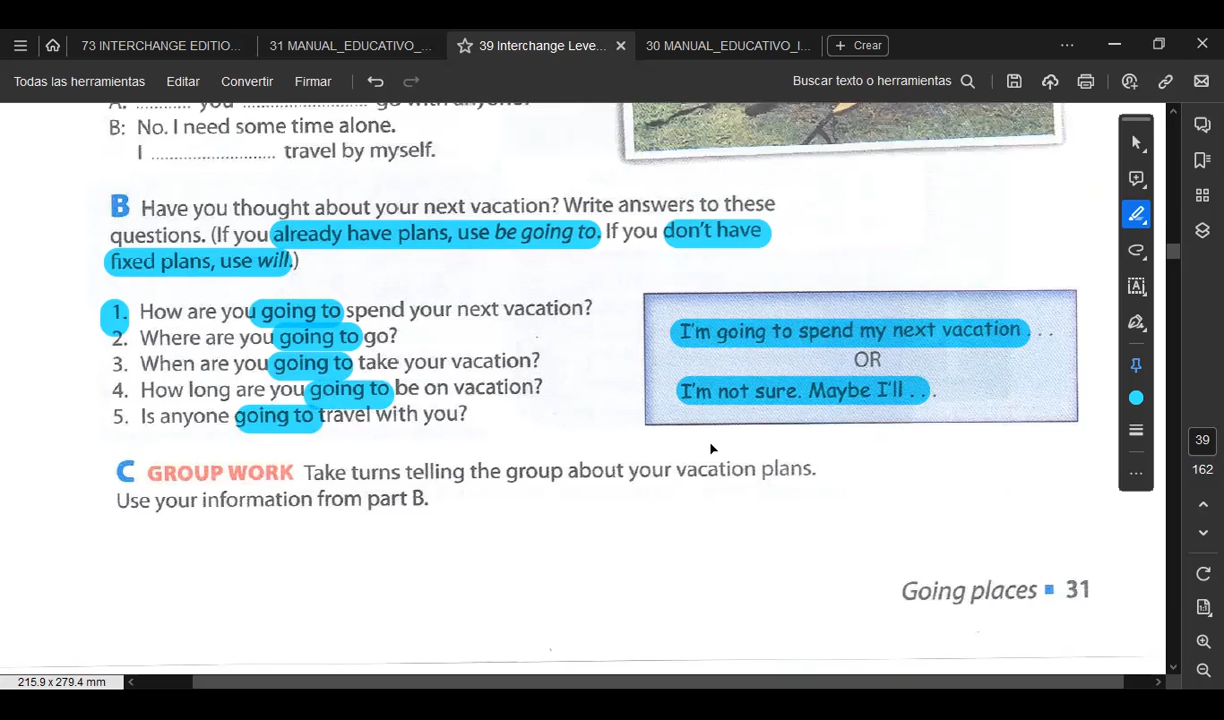 73 INTERCHANGE EDITIO... 31 MANUAL_EDUCATIVO_... 39 Interchange Leve... 30 MANUAL_EDUCATIVO_I... + Crear
Todas las herramientas Editar Convertir Firmar Buscar texto o herramientas
A: .......... you ...................... go with anyone?
B: No. I need some time alone.
I ...................... travel by myself.
B Have you thought about your next vacation? Write answers to these
questions. (If you already have plans, use be going to. If you don't have
fixed plans, use will.)
1. How are you going to spend your next vacation?
2. Where are you going to go?
3. When are you going to take your vacation?
4. How long are you going to be on vacation?
5. Is anyone going to travel with you?
I'm going to spend my next vacation . . .
OR
I'm not sure. Maybe I'll . . .
C GROUP WORK Take turns telling the group about your vacation plans.
Use your information from part B.
Going places ■ 31
39
162
215.9 x 279.4 mm